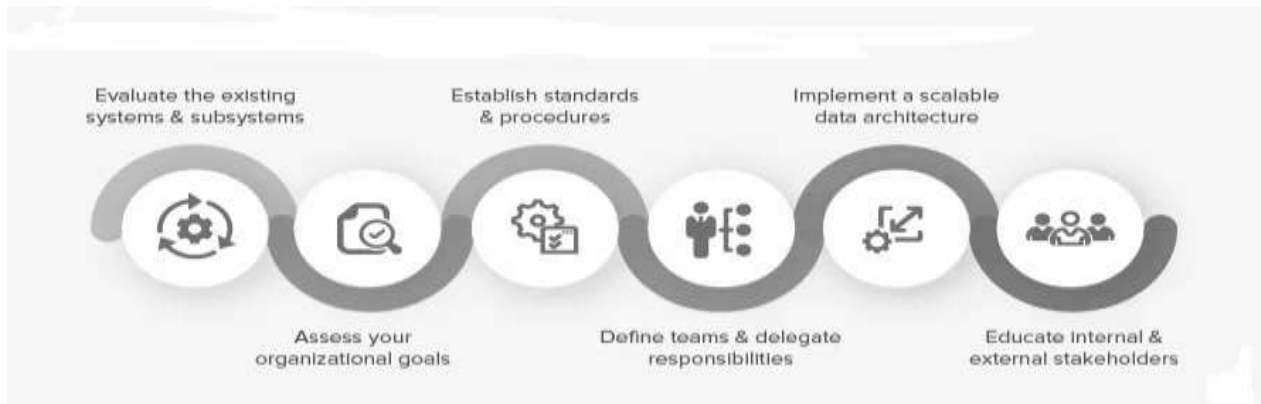 Evaluate the existing
systems & subsystems
Assess your
organizational goals
Establish standards
& procedures
Define teams & delegate
responsibilities
Implement a scalable
data architecture
Educate internal &
external stakeholders